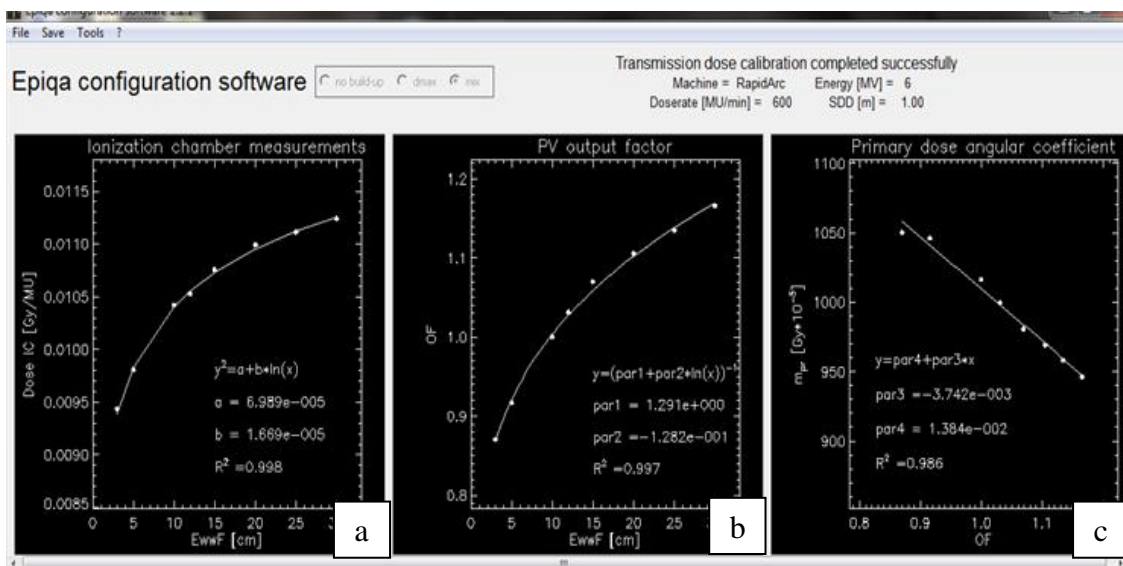 Epiqa configuration software 2.2.2
File Save Tools ?
Epiqa configuration software
no build-up dmax mix
Transmission dose calibration completed successfully
Machine = RapidArc Energy [MV] = 6
Doserate [MU/min] = 600 SDD [m] = 1.00
Ionization chamber measurements
Dose IC [Gy/MU]
0.0115
0.0110
0.0105
0.0100
0.0095
0.0090
0.0085
y²=a+b*ln(x)
a = 6.989e-005
b = 1.669e-005
R² =0.998
0 5 10 15 20 25
EwwF [cm]
a
PV output factor
OF
1.2
1.1
1.0
0.9
0.8
y=(par1+par2*ln(x))⁻¹
par1 = 1.291e+000
par2 =-1.282e-001
R² =0.997
0 5 10 15 20 25
EwwF [cm]
b
Primary dose angular coefficient
m_pr [Gy*10⁻⁵]
1100
1050
1000
950
900
y=par4+par3*x
par3 =-3.742e-003
par4 = 1.384e-002
R² =0.986
0.8 0.9 1.0 1.1
OF
c